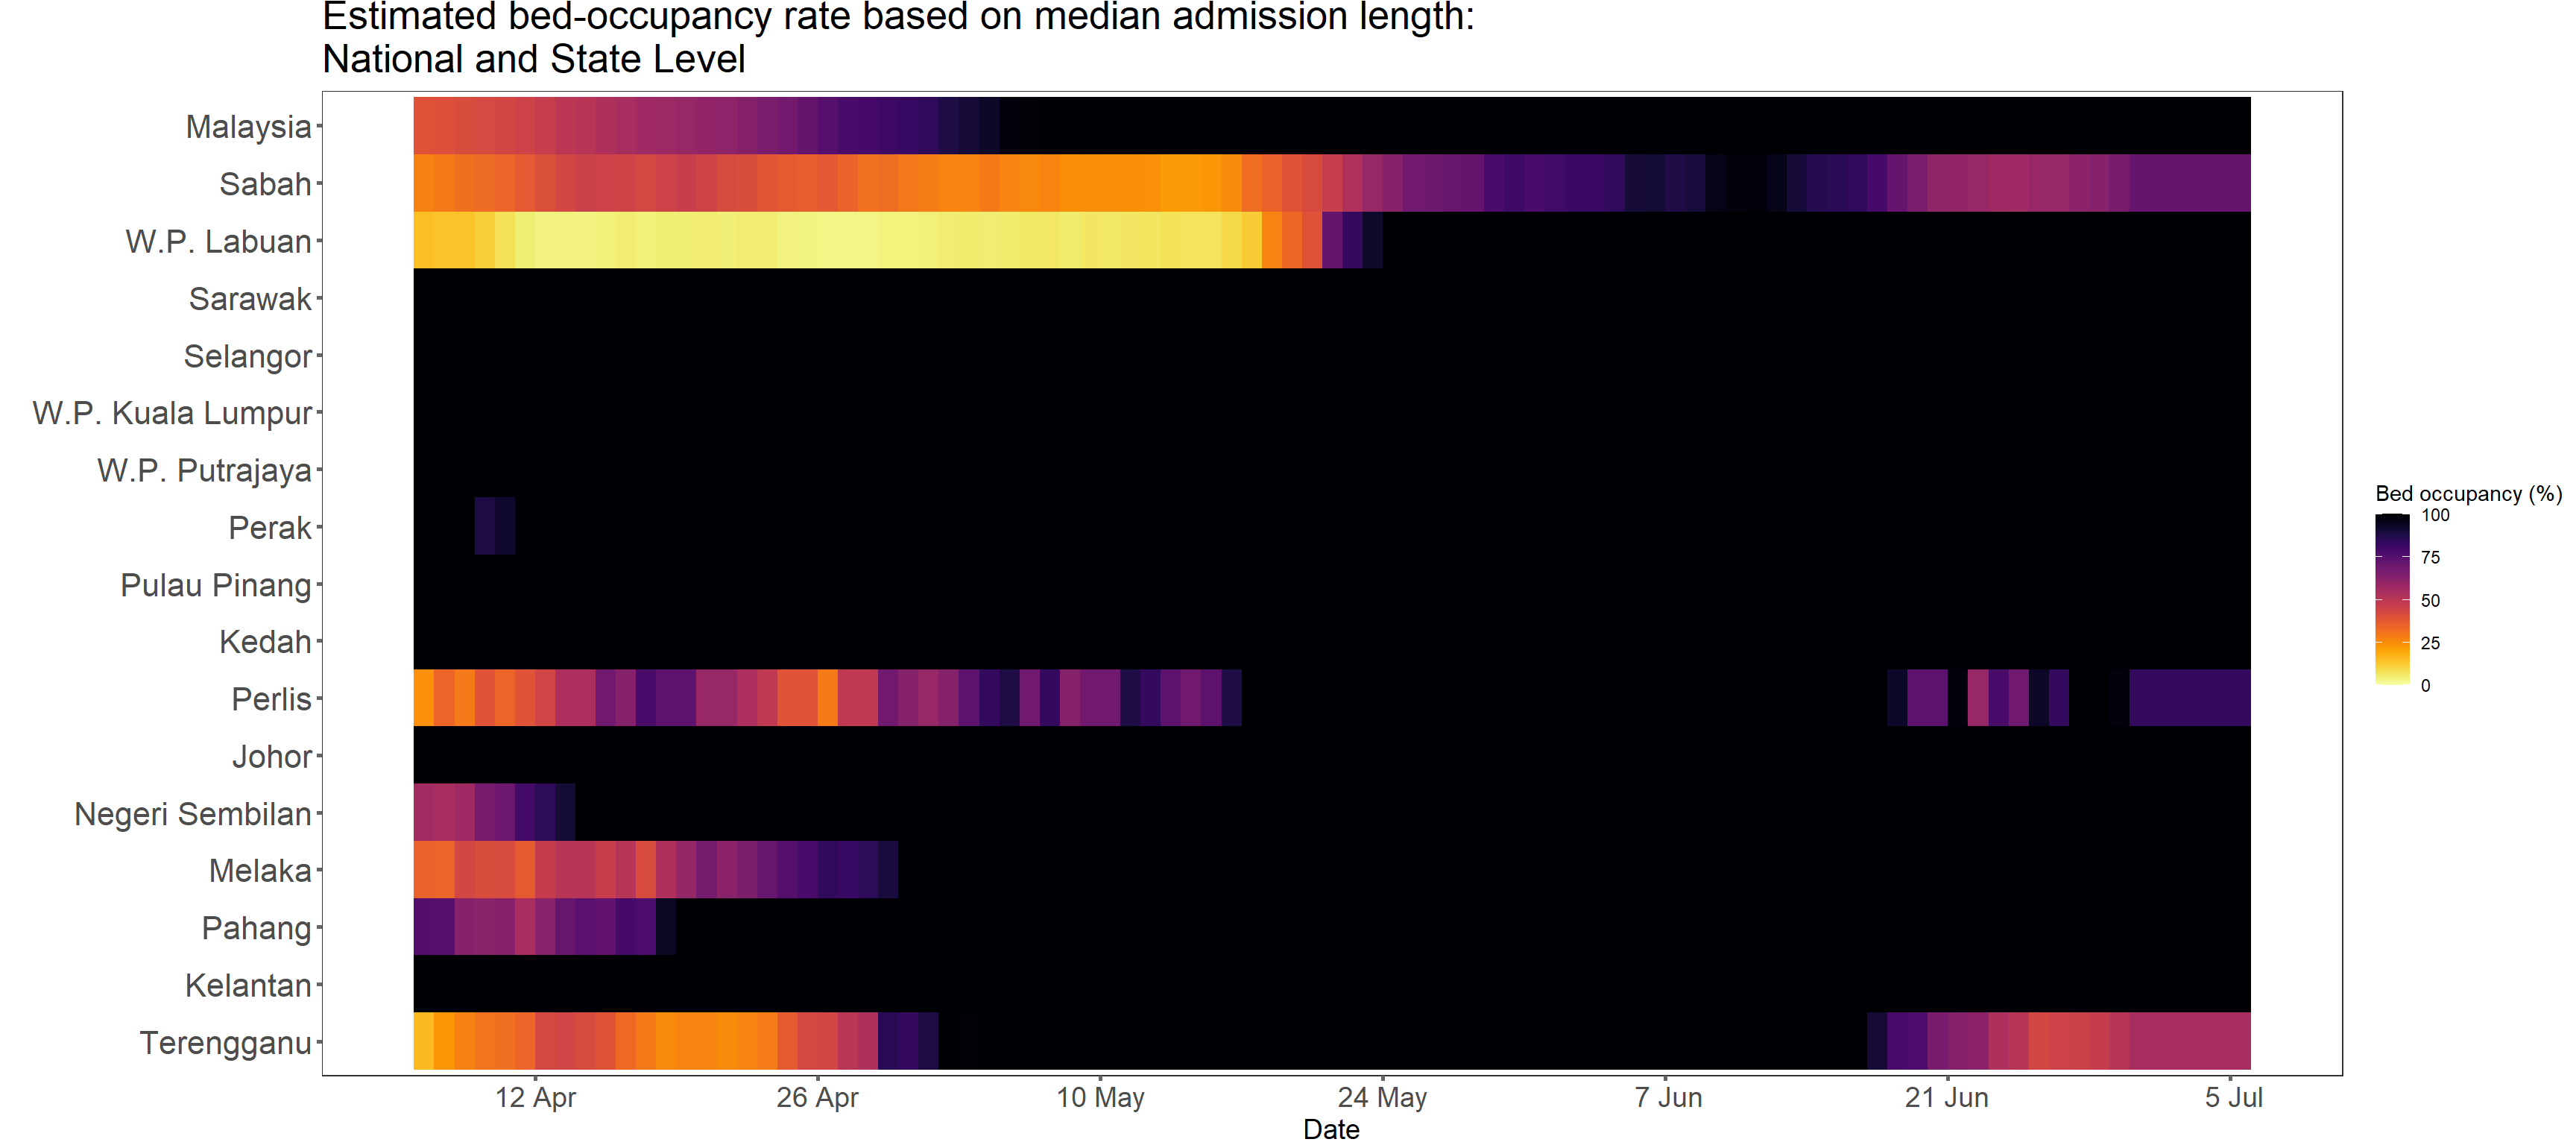 Estimated bed-occupancy rate based on median admission length:
National and State Level
Malaysia
Sabah
W.P. Labuan
Sarawak
Selangor
W.P. Kuala Lumpur
W.P. Putrajaya
Perak
Pulau Pinang
Kedah
Perlis
Johor
Negeri Sembilan
Melaka
Pahang
Kelantan
Terengganu
12 Apr
26 Apr
10 May
24 May
7 Jun
21 Jun
5 Jul
Date
Bed occupancy (%)
100
75
50
25
0